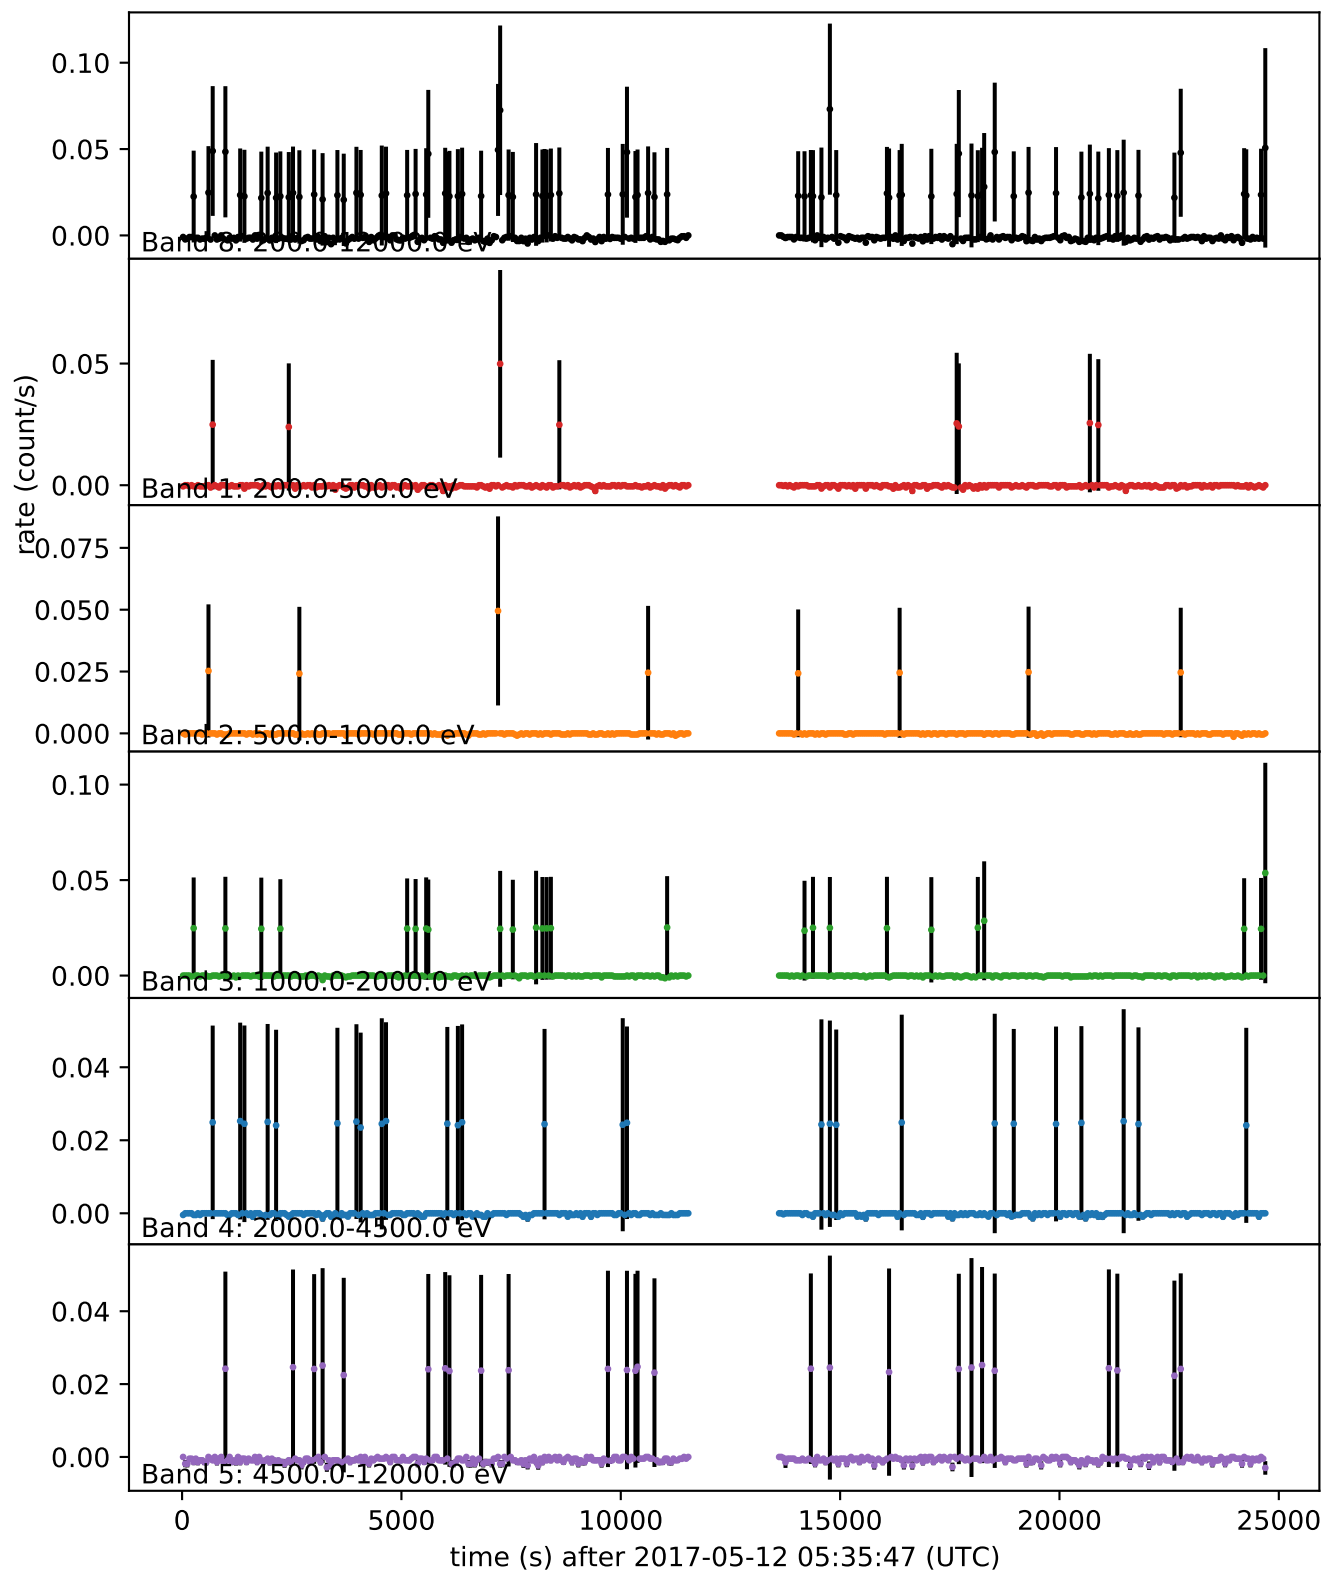 0.10
0.05
0.00
Band 8: 200.0-12000.0 eV
0.05
0.00
Band 1: 200.0-500.0 eV
rate (count/s)
0.075
0.050
0.025
0.000
Band 2: 500.0-1000.0 eV
0.10
0.05
0.00
Band 3: 1000.0-2000.0 eV
0.04
0.02
0.00
Band 4: 2000.0-4500.0 eV
0.04
0.02
0.00
Band 5: 4500.0-12000.0 eV
0 5000 10000 15000 20000 25000
time (s) after 2017-05-12 05:35:47 (UTC)